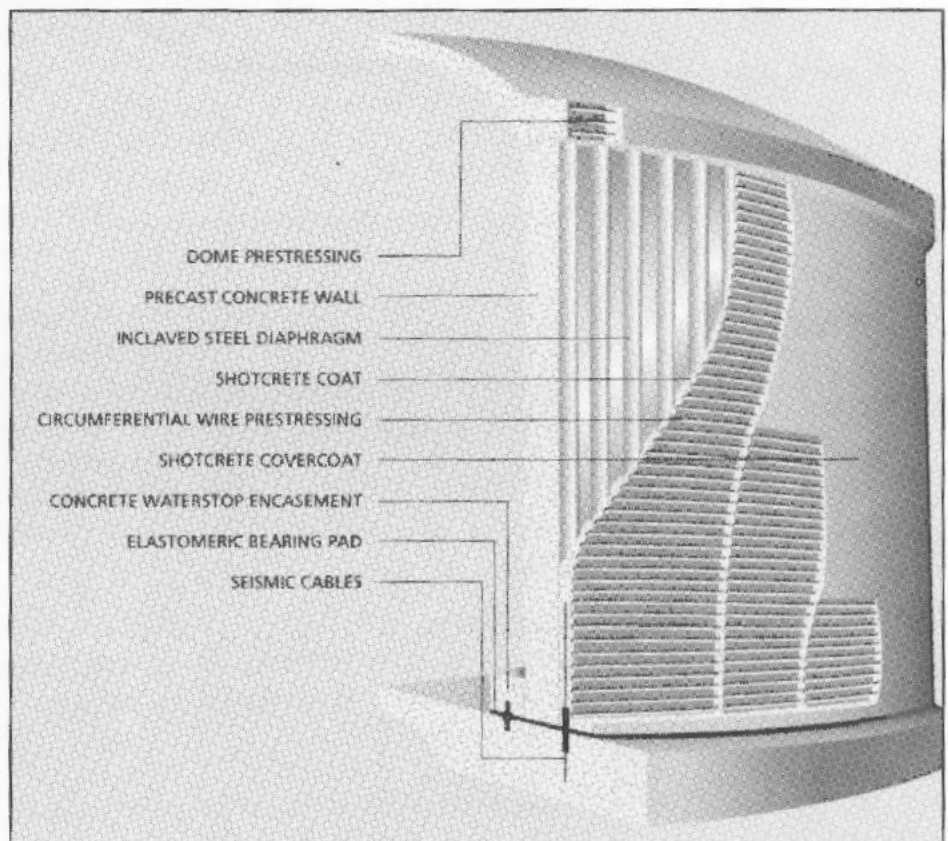 DOME PRESTRESSING
PRECAST CONCRETE WALL
INCLAVED STEEL DIAPHRAGM
SHOTCRETE COAT
CIRCUMFERENTIAL WIRE PRESTRESSING
SHOTCRETE COVERCOAT
CONCRETE WATERSTOP ENCASEMENT
ELASTOMERIC BEARING PAD
SEISMIC CABLES